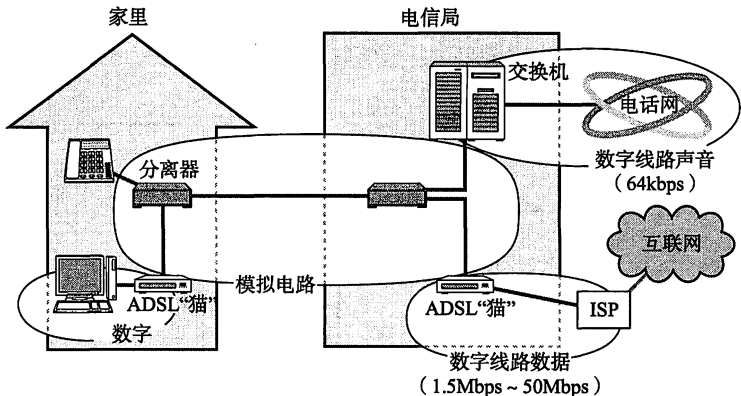 家里
电信局
交换机
电话网
分离器
数字线路声音
（64kbps）
互联网
模拟电路
ADSL“猫”
ADSL“猫”
ISP
数字
数字线路数据
（1.5Mbps～50Mbps）